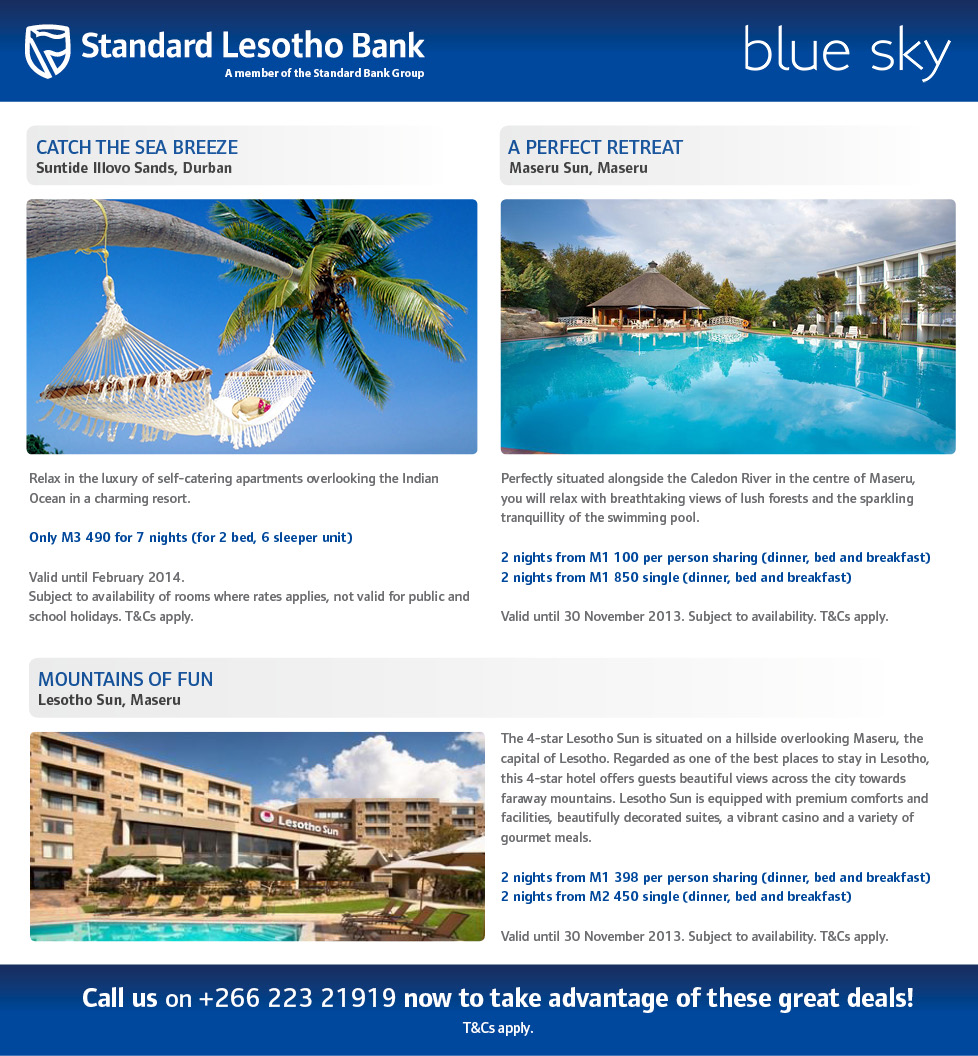 Standard Lesotho Bank
A member of the Standard Bank Group
blue sky
CATCH THE SEA BREEZE
Suntide Illovo Sands, Durban
A PERFECT RETREAT
Maseru Sun, Maseru
Relax in the luxury of self-catering apartments overlooking the Indian
Ocean in a charming resort.
Only M3 490 for 7 nights (for 2 bed, 6 sleeper unit)
Valid until February 2014.
Subject to availability of rooms where rates applies, not valid for public and
school holidays. T&Cs apply.
Perfectly situated alongside the Caledon River in the centre of Maseru,
you will relax with breathtaking views of lush forests and the sparkling
tranquillity of the swimming pool.
2 nights from M1 100 per person sharing (dinner, bed and breakfast)
2 nights from M1 850 single (dinner, bed and breakfast)
Valid until 30 November 2013. Subject to availability. T&Cs apply.
MOUNTAINS OF FUN
Lesotho Sun, Maseru
Lesotho Sun
The 4-star Lesotho Sun is situated on a hillside overlooking Maseru, the
capital of Lesotho. Regarded as one of the best places to stay in Lesotho,
this 4-star hotel offers guests beautiful views across the city towards
faraway mountains. Lesotho Sun is equipped with premium comforts and
facilities, beautifully decorated suites, a vibrant casino and a variety of
gourmet meals.
2 nights from M1 398 per person sharing (dinner, bed and breakfast)
2 nights from M2 450 single (dinner, bed and breakfast)
Valid until 30 November 2013. Subject to availability. T&Cs apply.
Call us on +266 223 21919 now to take advantage of these great deals!
T&Cs apply.